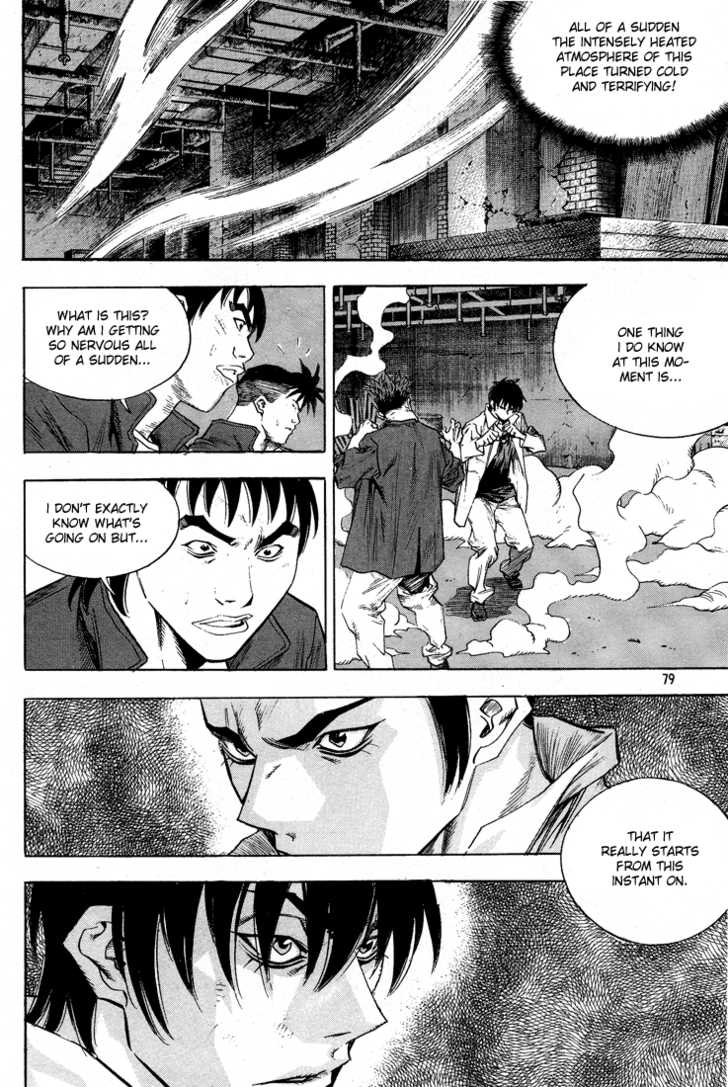 ALL OF A SUDDEN
THE INTENSELY HEATED
ATMOSPHERE OF THIS
PLACE TURNED COLD
AND TERRIFYING!
WHAT IS THIS?
WHY AM I GETTING
SO NERVOUS ALL
OF A SUDDEN...
I DON'T EXACTLY
KNOW WHAT'S
GOING ON BUT...
ONE THING
I DO KNOW
AT THIS MO-
MENT IS...
79
THAT IT
REALLY STARTS
FROM THIS
INSTANT ON.